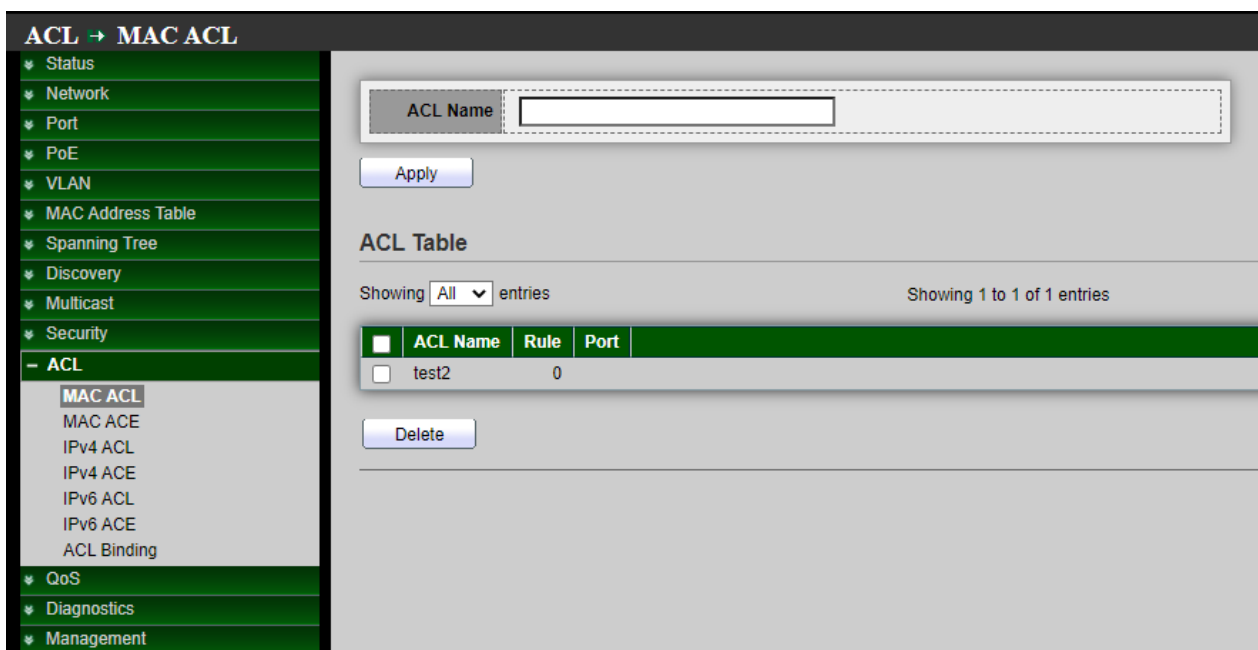 ACL → MAC ACL
Status
Network
Port
PoE
VLAN
MAC Address Table
Spanning Tree
Discovery
Multicast
Security
ACL
MAC ACL
MAC ACE
IPv4 ACL
IPv4 ACE
IPv6 ACL
IPv6 ACE
ACL Binding
QoS
Diagnostics
Management
ACL Name
Apply
ACL Table
Showing All entries Showing 1 to 1 of 1 entries
ACL Name Rule Port
test2 0
Delete